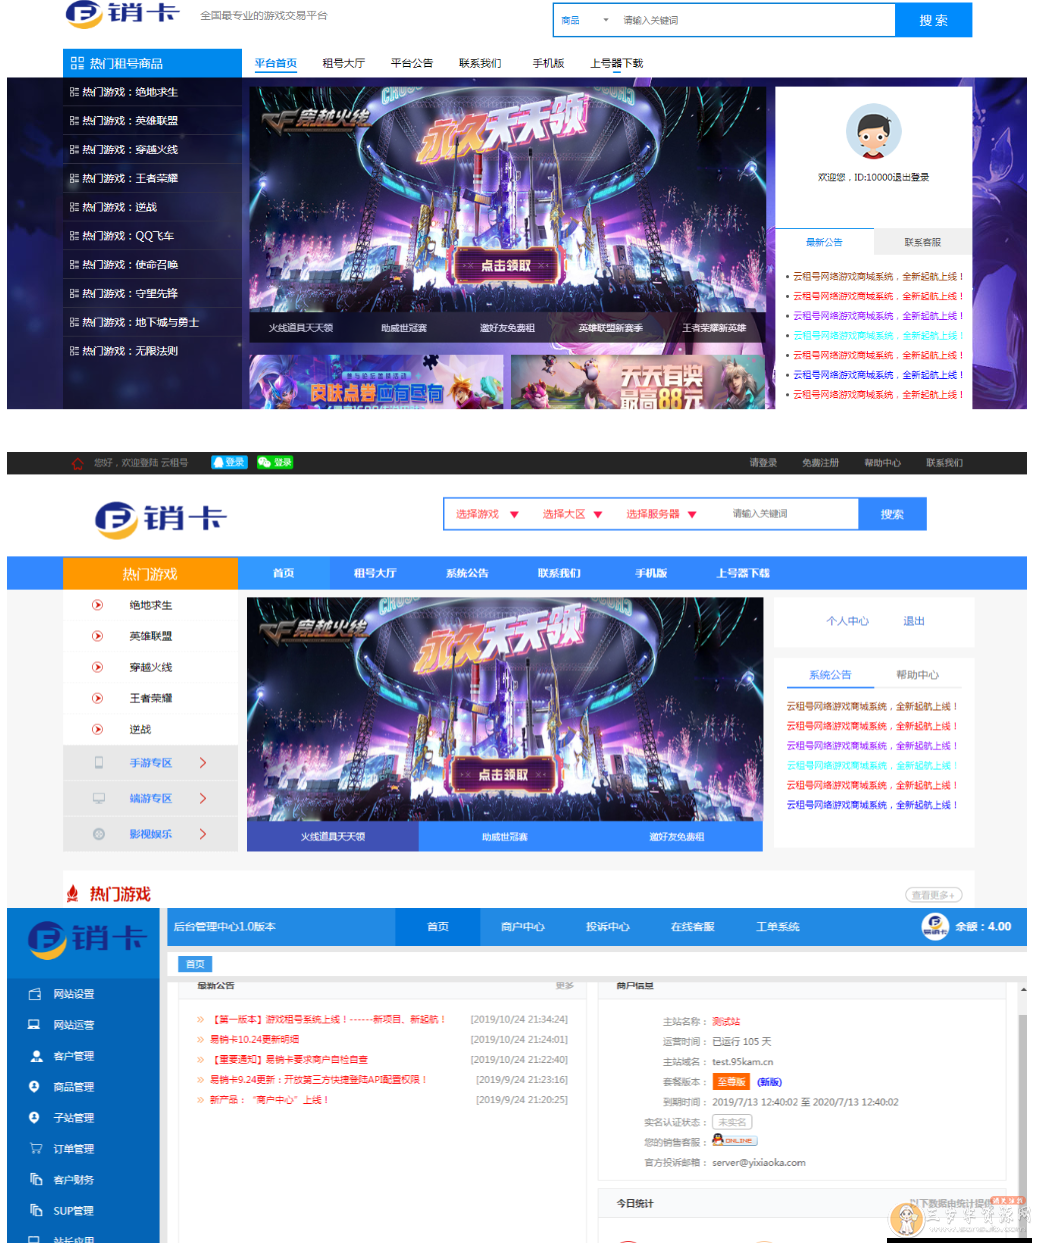 销卡 全国最专业的游戏交易平台 商品 请输入关键词 搜 索
热门租号商品 平台首页 租号大厅 平台公告 联系我们 手机版 上号器下载
热门游戏：绝地求生
热门游戏：英雄联盟
热门游戏：穿越火线
热门游戏：王者荣耀
热门游戏：逆战
热门游戏：QQ飞车
热门游戏：使命召唤
热门游戏：守里先锋
热门游戏：地下城与勇士
热门游戏：无限法则
穿越火线
永久天天领
点击领取
火线道具天天领 助威世冠赛 邀好友免费租 英雄联盟新赛季 王者荣耀新英雄
皮肤点券应有尽有
天天有奖
最高88元
欢迎您，ID:10000退出登录
最新公告 联系客服
云租号网络游戏商城系统，全新起航上线！
云租号网络游戏商城系统，全新起航上线！
云租号网络游戏商城系统，全新起航上线！
云租号网络游戏商城系统，全新起航上线！
云租号网络游戏商城系统，全新起航上线！
云租号网络游戏商城系统，全新起航上线！
云租号网络游戏商城系统，全新起航上线！
您好，欢迎登陆 云租号 登录 登录 请登录 免费注册 帮助中心 联系我们
销卡 选择游戏 选择大区 选择服务器 请输入关键词 搜索
热门游戏 首页 租号大厅 系统公告 联系我们 手机版 上号器下载
绝地求生
英雄联盟
穿越火线
王者荣耀
逆战
手游专区
端游专区
影视娱乐
穿越火线
永久天天领
点击领取
火线道具天天领 助威世冠赛 邀好友免费租
个人中心 退出
系统公告 帮助中心
云租号网络游戏商城系统，全新起航上线！
云租号网络游戏商城系统，全新起航上线！
云租号网络游戏商城系统，全新起航上线！
云租号网络游戏商城系统，全新起航上线！
云租号网络游戏商城系统，全新起航上线！
云租号网络游戏商城系统，全新起航上线！
热门游戏 查看更多+
销卡 后台管理中心1.0版本 首页 商户中心 投诉中心 在线客服 工单系统 余额：4.00
首页
网站设置
网站运营
客户管理
商品管理
子站管理
订单管理
客户财务
SUP管理
站长应用
最新公告 更多
【第一版本】游戏租号系统上线！------新项目、新起航！ [2019/10/24 21:34:24]
易销卡10.24更新明细 [2019/10/24 21:24:01]
【重要通知】易销卡要求商户自检自查 [2019/10/24 21:22:40]
易销卡9.24更新：开放第三方快捷登陆API配置权限！ [2019/9/24 21:23:16]
新产品：“商户中心”上线！ [2019/9/24 21:20:25]
商户信息
主站名称： 测试站
运营时间： 已运行 105 天
主站域名： test.95kam.cn
套餐版本： 至尊版 (新版)
到期时间： 2019/7/13 12:40:02 至 2020/7/13 12:40:02
实名认证状态： 未实名
您的销售客服： ONLINE
官方投诉邮箱： server@yixiaoka.com
今日统计 以下数据由统计提供